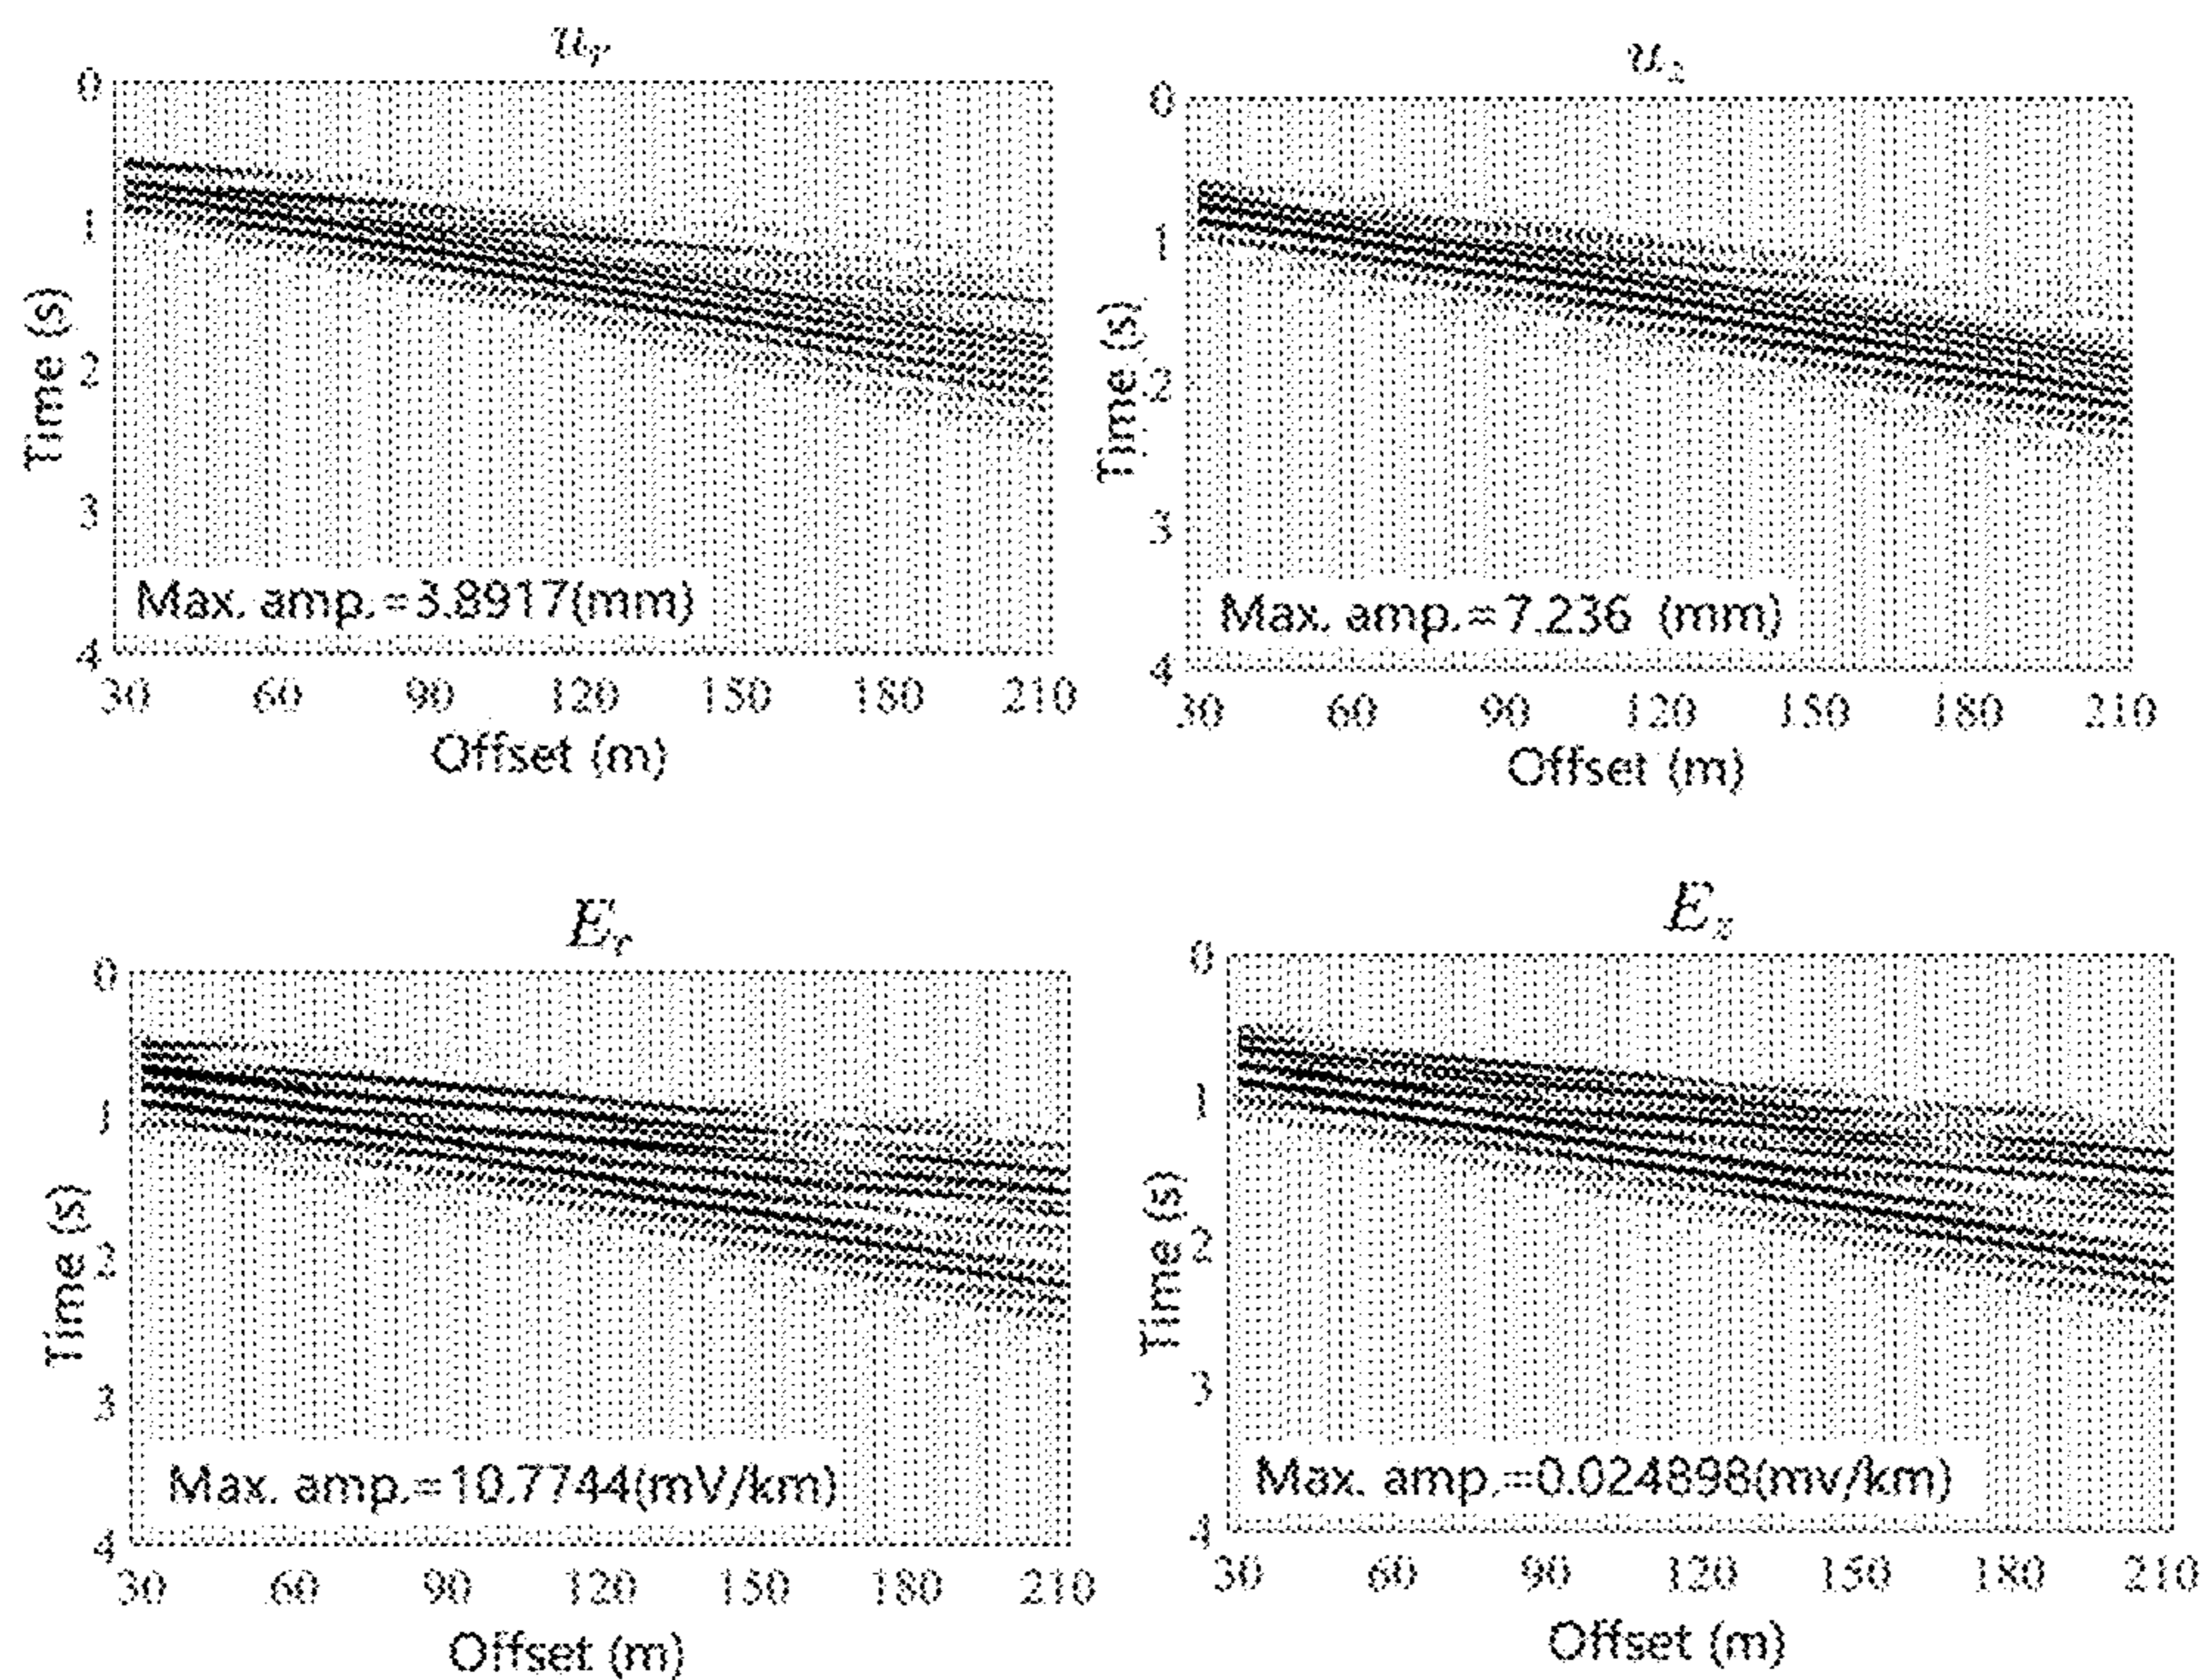 u_r
0
1
2
3
4
Time (s)
Max. amp.=3.8917(mm)
30 60 90 120 150 180 210
Offset (m)
u_z
0
1
2
3
4
Time (s)
Max. amp.=7.236 (mm)
30 60 90 120 150 180 210
Offset (m)
E_r
0
1
2
3
4
Time (s)
Max. amp.=10.7744(mV/km)
30 60 90 120 150 180 210
Offset (m)
E_z
0
1
2
3
4
Time (s)
Max. amp.=0.024898(mv/km)
30 60 90 120 150 180 210
Offset (m)